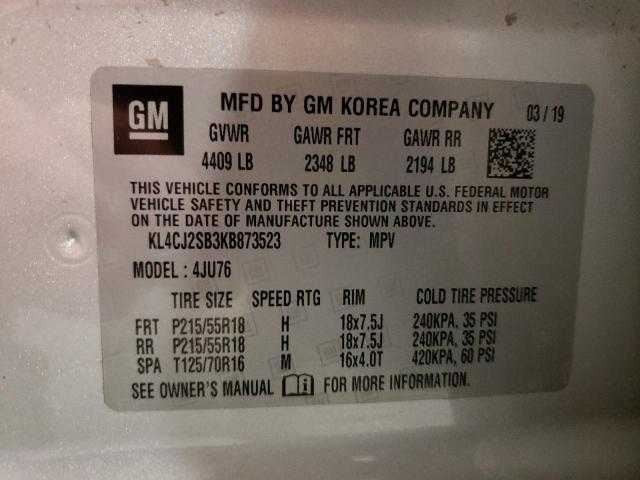 GM
MFD BY GM KOREA COMPANY 03/19
GVWR GAWR FRT GAWR RR
4409 LB 2348 LB 2194 LB
THIS VEHICLE CONFORMS TO ALL APPLICABLE U.S. FEDERAL MOTOR
VEHICLE SAFETY AND THEFT PREVENTION STANDARDS IN EFFECT
ON THE DATE OF MANUFACTURE SHOWN ABOVE.
KL4CJ2SB3KB873523 TYPE: MPV
MODEL : 4JU76
TIRE SIZE SPEED RTG RIM COLD TIRE PRESSURE
FRT P215/55R18 H 18x7.5J 240KPA, 35 PSI
RR P215/55R18 H 18x7.5J 240KPA, 35 PSI
SPA T125/70R16 M 16x4.0T 420KPA, 60 PSI
SEE OWNER'S MANUAL FOR MORE INFORMATION.